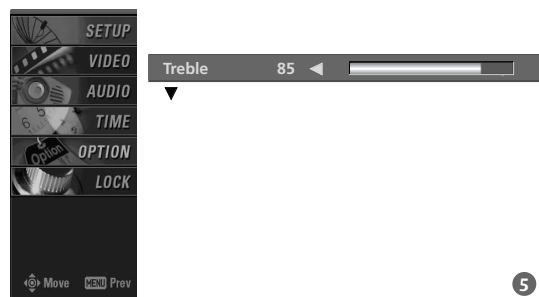 SETUP
VIDEO
AUDIO
TIME
OPTION
LOCK
Move MENU Prev
Treble 85
5